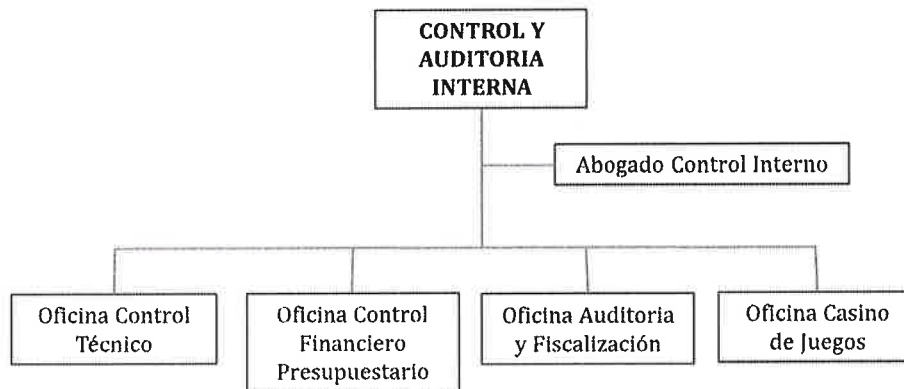 CONTROL Y
AUDITORIA
INTERNA
Abogado Control Interno
Oficina Control
Técnico
Oficina Control
Financiero
Presupuestario
Oficina Auditoria
y Fiscalización
Oficina Casino
de Juegos